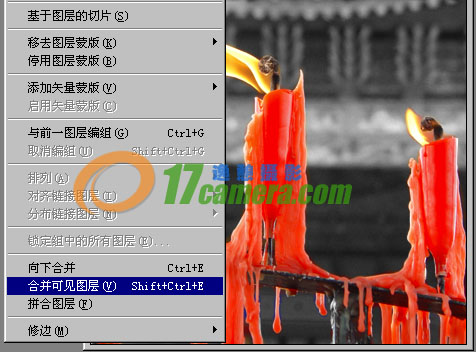 基于图层的切片(S)
移去图层蒙版(K)
停用图层蒙版(B)
添加矢量蒙版(V)
启用矢量蒙版(C)
与前一图层编组(G) Ctrl+G
取消编组(U) Shift+Ctrl+G
排列(A)
对齐链接图层(I)
分布链接图层(N)
锁定组中的所有图层(P)...
向下合并 Ctrl+E
合并可见图层(V) Shift+Ctrl+E
拼合图层(F)
修边(M)
摄影
17camera.com